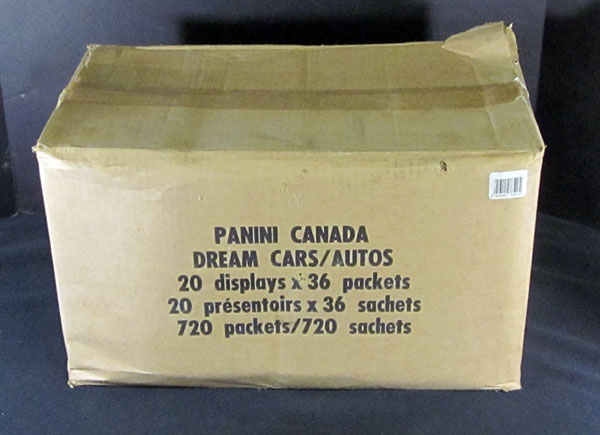 PANINI CANADA
DREAM CARS/AUTOS
20 displays x 36 packets
20 présentoirs x 36 sachets
720 packets/720 sachets